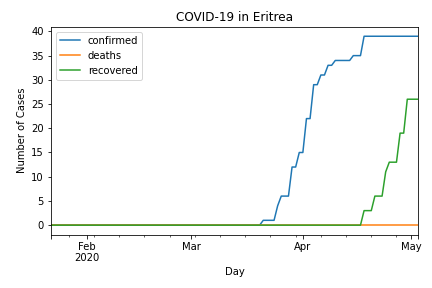 COVID-19 in Eritrea
confirmed
deaths
recovered
Number of Cases
40
35
30
25
20
15
10
5
0
Feb
2020
Mar
Apr
May
Day